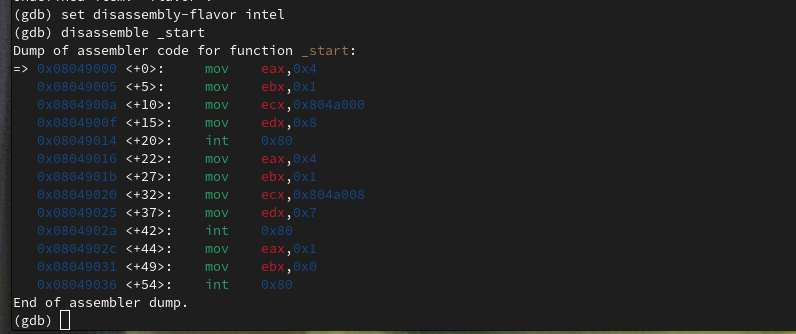 (gdb) set disassembly-flavor intel
(gdb) disassemble _start
Dump of assembler code for function _start:
=> 0x08049000 <+0>:     mov    eax,0x4
   0x08049005 <+5>:     mov    ebx,0x1
   0x0804900a <+10>:    mov    ecx,0x804a000
   0x0804900f <+15>:    mov    edx,0x8
   0x08049014 <+20>:    int    0x80
   0x08049016 <+22>:    mov    eax,0x4
   0x0804901b <+27>:    mov    ebx,0x1
   0x08049020 <+32>:    mov    ecx,0x804a008
   0x08049025 <+37>:    mov    edx,0x7
   0x0804902a <+42>:    int    0x80
   0x0804902c <+44>:    mov    eax,0x1
   0x08049031 <+49>:    mov    ebx,0x0
   0x08049036 <+54>:    int    0x80
End of assembler dump.
(gdb)